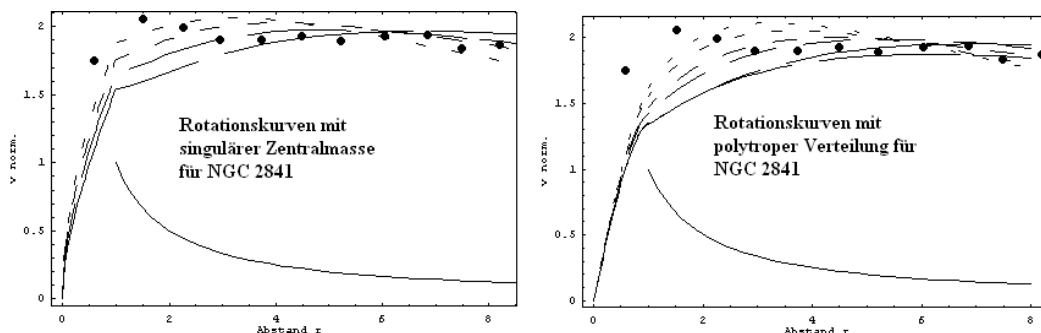 2
1.5
1
0.5
0
v norm.
Rotationskurven mit
singulärer Zentralmasse
für NGC 2841
0 2 4 6 8
Abstand r
2
1.5
1
0.5
0
v norm.
Rotationskurven mit
polytroper Verteilung für
NGC 2841
0 2 4 6 8
Abstand r